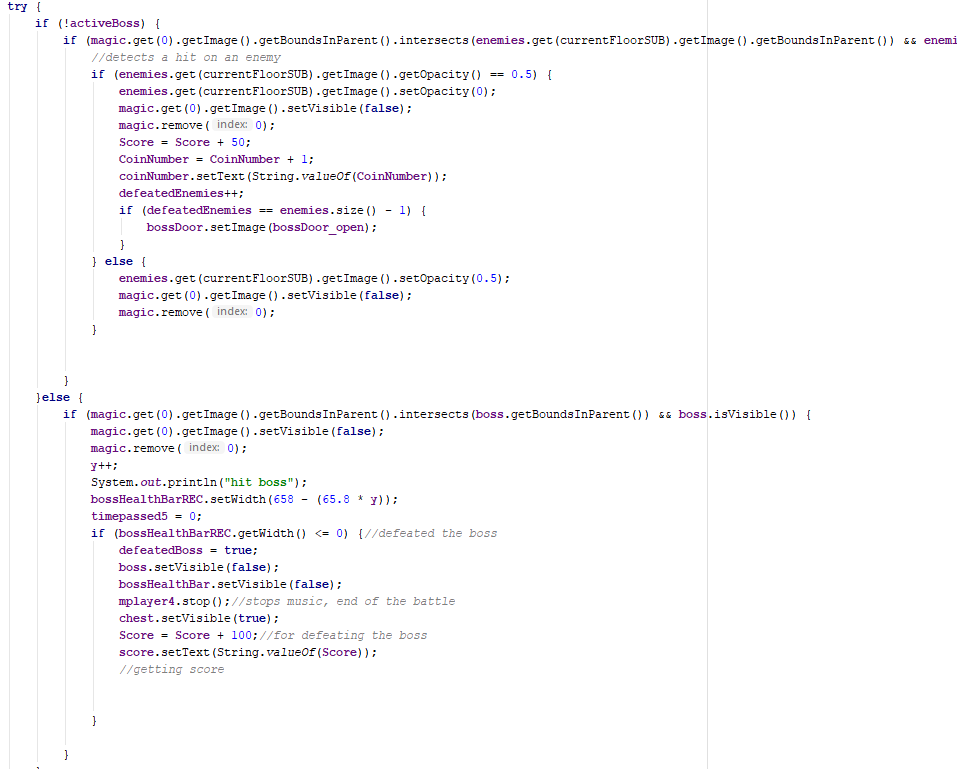 try {
if (!activeBoss) {
if (magic.get(0).getImage().getBoundsInParent().intersects(enemies.get(currentFloorSUB).getImage().getBoundsInParent()) && enemi
//detects a hit on an enemy
if (enemies.get(currentFloorSUB).getImage().getOpacity() == 0.5) {
enemies.get(currentFloorSUB).getImage().setOpacity(0);
magic.get(0).getImage().setVisible(false);
magic.remove( index: 0);
Score = Score + 50;
CoinNumber = CoinNumber + 1;
coinNumber.setText(String.valueOf(CoinNumber));
defeatedEnemies++;
if (defeatedEnemies == enemies.size() - 1) {
bossDoor.setImage(bossDoor_open);
}
} else {
enemies.get(currentFloorSUB).getImage().setOpacity(0.5);
magic.get(0).getImage().setVisible(false);
magic.remove( index: 0);
}
}
}else {
if (magic.get(0).getImage().getBoundsInParent().intersects(boss.getBoundsInParent()) && boss.isVisible()) {
magic.get(0).getImage().setVisible(false);
magic.remove( index: 0);
y++;
System.out.println("hit boss");
bossHealthBarREC.setWidth(658 - (65.8 * y));
timepassed5 = 0;
if (bossHealthBarREC.getWidth() <= 0) {//defeated the boss
defeatedBoss = true;
boss.setVisible(false);
bossHealthBar.setVisible(false);
mplayer4.stop();//stops music, end of the battle
chest.setVisible(true);
Score = Score + 100;//for defeating the boss
score.setText(String.valueOf(Score));
//getting score
}
}